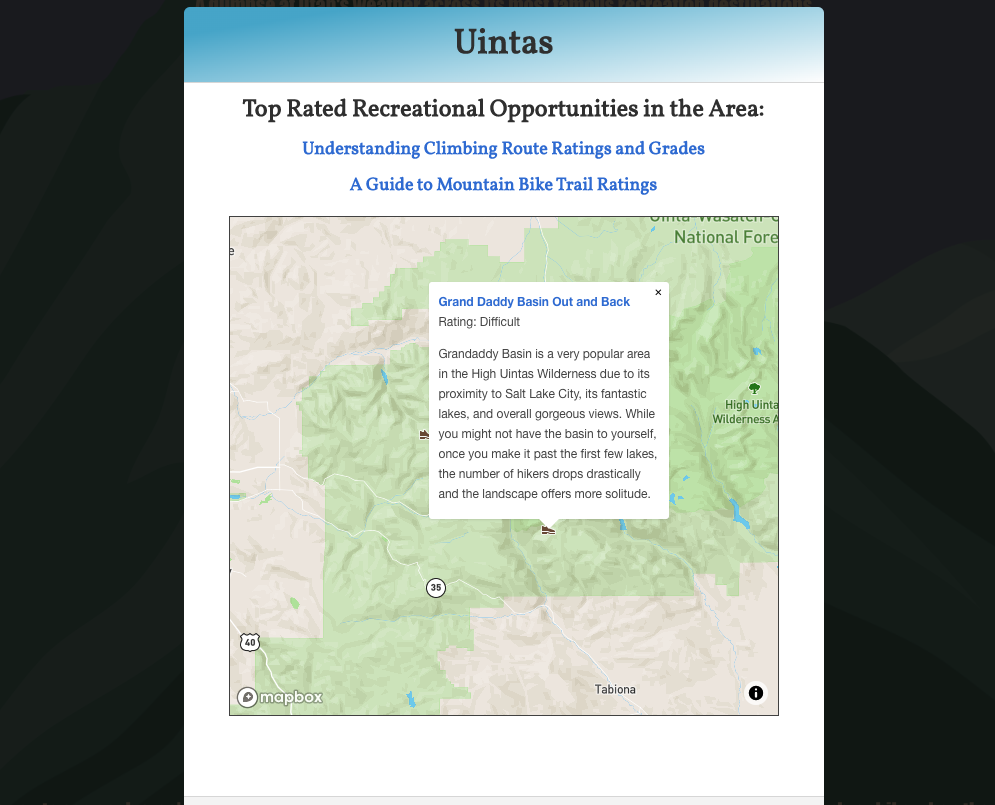 Uintas
Top Rated Recreational Opportunities in the Area:
Understanding Climbing Route Ratings and Grades
A Guide to Mountain Bike Trail Ratings
National Fore
e
×
Grand Daddy Basin Out and Back
Rating: Difficult
Grandaddy Basin is a very popular area
in the High Uintas Wilderness due to its
proximity to Salt Lake City, its fantastic
lakes, and overall gorgeous views. While
you might not have the basin to yourself,
once you make it past the first few lakes,
the number of hikers drops drastically
and the landscape offers more solitude.
High Uinta
Wilderness A
35
40
Tabiona
mapbox